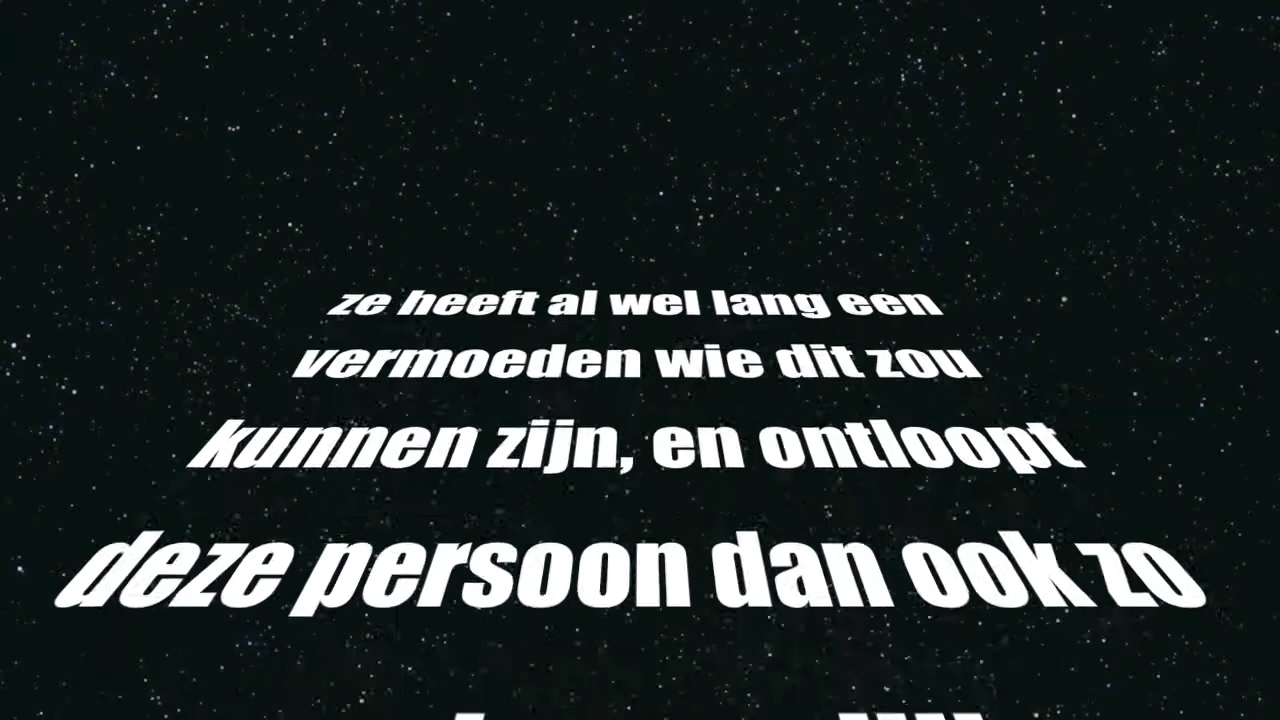 ze heeft al wel lang een
vermoeden wie dit zou
kunnen zijn, en ontloopt
deze persoon dan ook zo